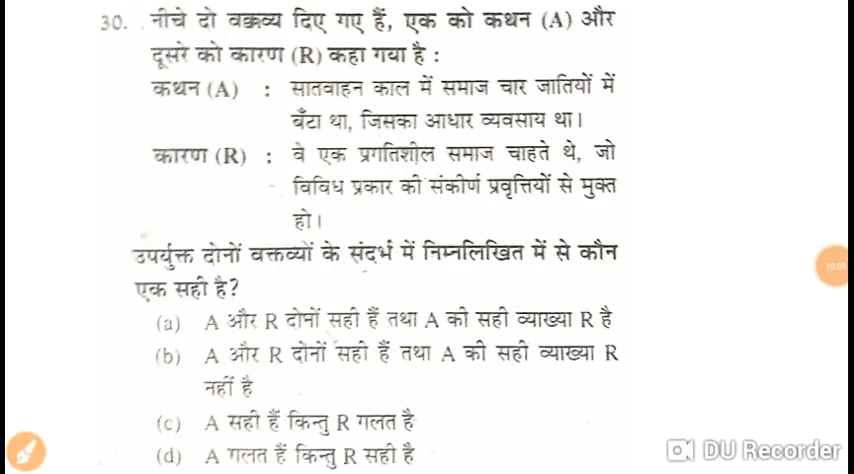 30. नीचे दो वक्तव्य दिए गए हैं, एक को कथन (A) और
दूसरे को कारण (R) कहा गया है :
कथन (A) : सातवाहन काल में समाज चार जातियों में
बँटा था, जिसका आधार व्यवसाय था।
कारण (R) : वे एक प्रगतिशील समाज चाहते थे, जो
विविध प्रकार की संकीर्ण प्रवृत्तियों से मुक्त
हो।
उपर्युक्त दोनों वक्तव्यों के संदर्भ में निम्नलिखित में से कौन
एक सही है?
(a) A और R दोनों सही हैं तथा A की सही व्याख्या R है
(b) A और R दोनों सही हैं तथा A की सही व्याख्या R
नहीं है
(c) A सही हैं किन्तु R गलत है
(d) A गलत हैं किन्तु R सही है
10:09
DU Recorder